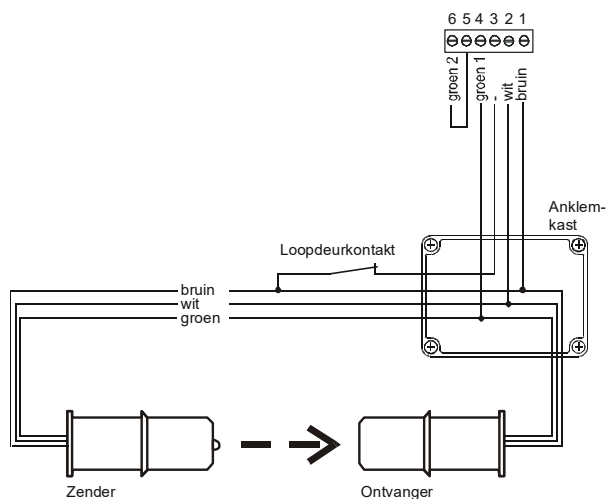 6 5 4 3 2 1
groen 2
groen 1
-
wit
bruin
Anklem-
kast
Loopdeurkontakt
bruin
wit
groen
Zender
Ontvanger